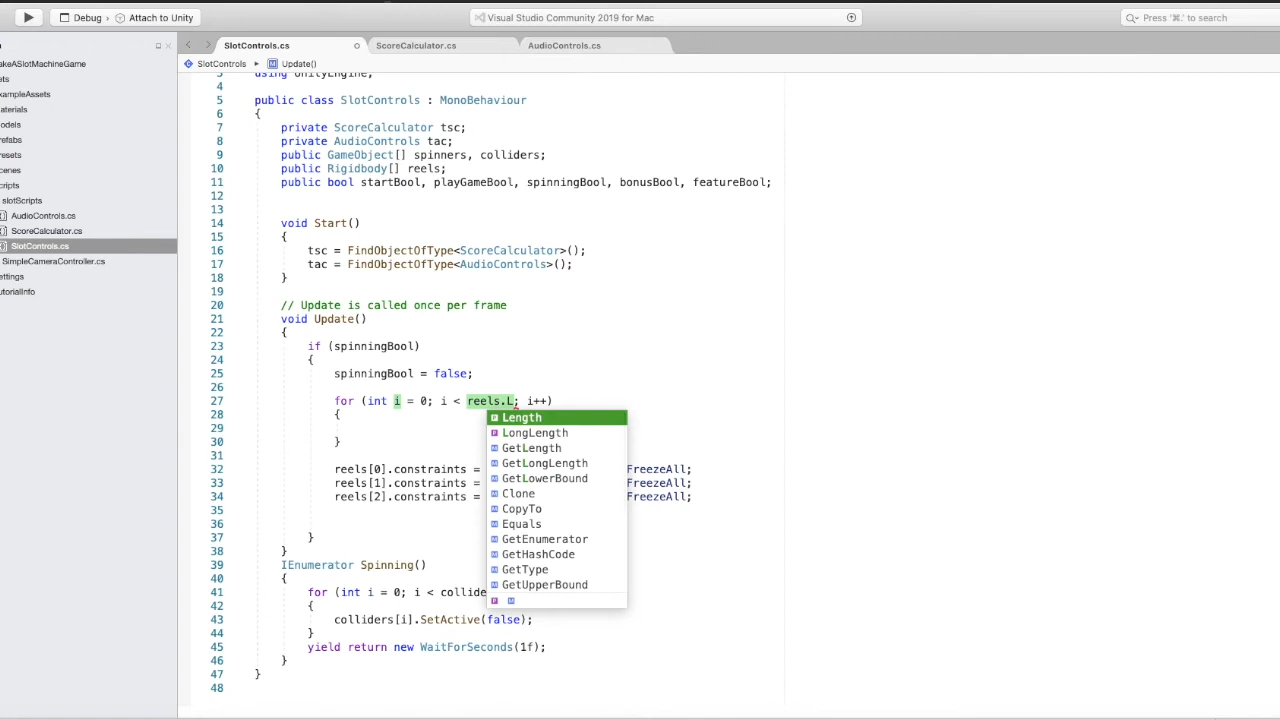 Debug › Attach to Unity
Visual Studio Community 2019 for Mac
Press '⌘.' to search
SlotControls.cs
ScoreCalculator.cs
AudioControls.cs
SlotControls ▸ Update()
akeASlotMachineGame
ets
xampleAssets
aterials
odels
refabs
resets
cenes
cripts
slotScripts
AudioControls.cs
ScoreCalculator.cs
SlotControls.cs
SimpleCameraController.cs
ettings
utorialInfo
3 using UnityEngine;
4
5 public class SlotControls : MonoBehaviour
6 {
7 private ScoreCalculator tsc;
8 private AudioControls tac;
9 public GameObject[] spinners, colliders;
10 public Rigidbody[] reels;
11 public bool startBool, playGameBool, spinningBool, bonusBool, featureBool;
12
13
14 void Start()
15 {
16 tsc = FindObjectOfType<ScoreCalculator>();
17 tac = FindObjectOfType<AudioControls>();
18 }
19
20 // Update is called once per frame
21 void Update()
22 {
23 if (spinningBool)
24 {
25 spinningBool = false;
26
27 for (int i = 0; i < reels.L; i++)
28 {
29
30 }
31
32 reels[0].constraints = FreezeAll;
33 reels[1].constraints = FreezeAll;
34 reels[2].constraints = FreezeAll;
35
36
37 }
38 }
39 IEnumerator Spinning()
40 {
41 for (int i = 0; i < collide
42 {
43 colliders[i].SetActive(false);
44 }
45 yield return new WaitForSeconds(1f);
46 }
47 }
48
Length
LongLength
GetLength
GetLongLength
GetLowerBound
Clone
CopyTo
Equals
GetEnumerator
GetHashCode
GetType
GetUpperBound